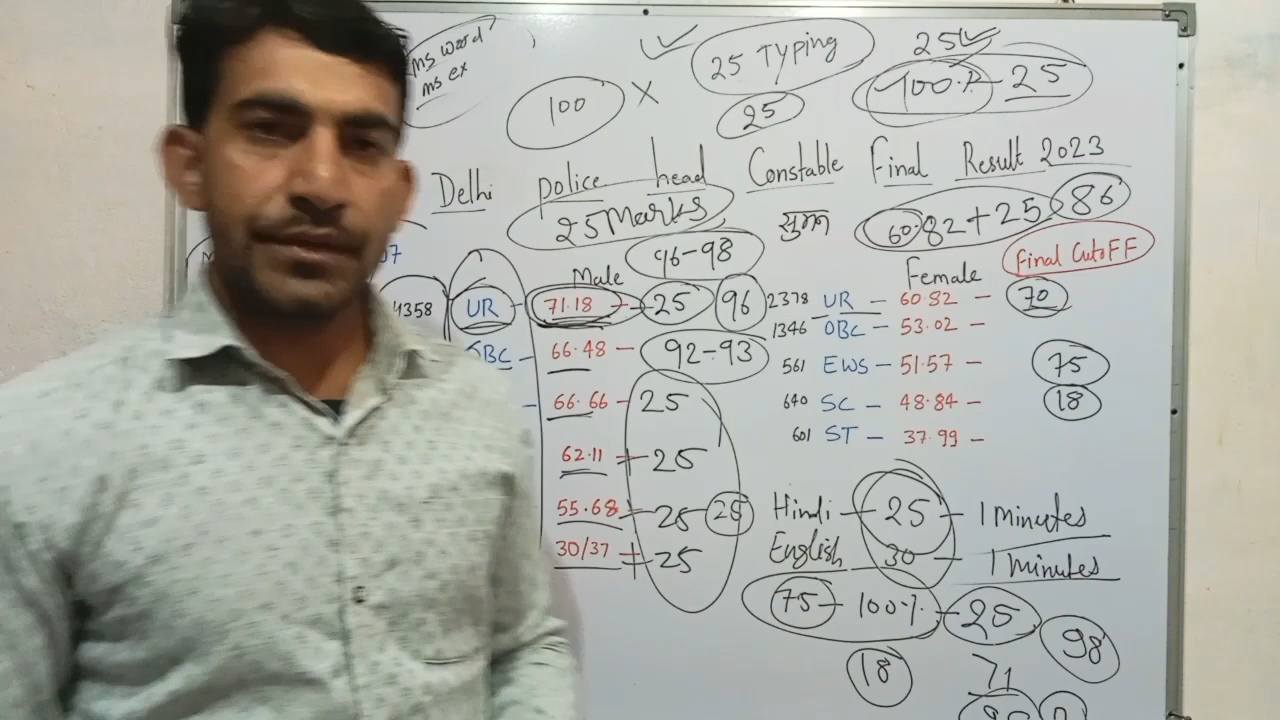 ms word
ms ex
100 X
25 Typing
25
25
100% - 25
Delhi police head Constable Final Result 2023
25 Marks
60.82 + 25 86
96-98
Final CutoFF
07
Male
Female
4358 UR - 71.18 - 25 96
2378 UR - 60.82 - 70
OBC - 66.48 - 92-93
1346 OBC - 53.02 -
561 EWS - 51.57 - 75
- 66.66 - 25
640 SC - 48.84 - 18
62.11 + 25
601 ST - 37.99 -
55.68 - 25 25
Hindi - 25 - 1 minutes
30/37 + 25
English 30 - 1 minutes
75 - 100% - 25
98
18
71